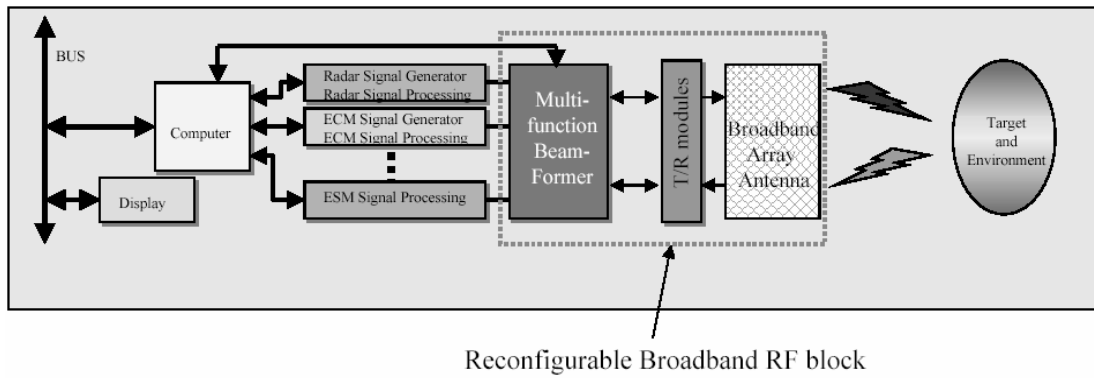 BUS
Computer
Display
Radar Signal Generator
Radar Signal Processing
ECM Signal Generator
ECM Signal Processing
ESM Signal Processing
Multi-
function
Beam-
Former
T/R modules
Broadband
Array
Antenna
Target
and
Environment
Reconfigurable Broadband RF block